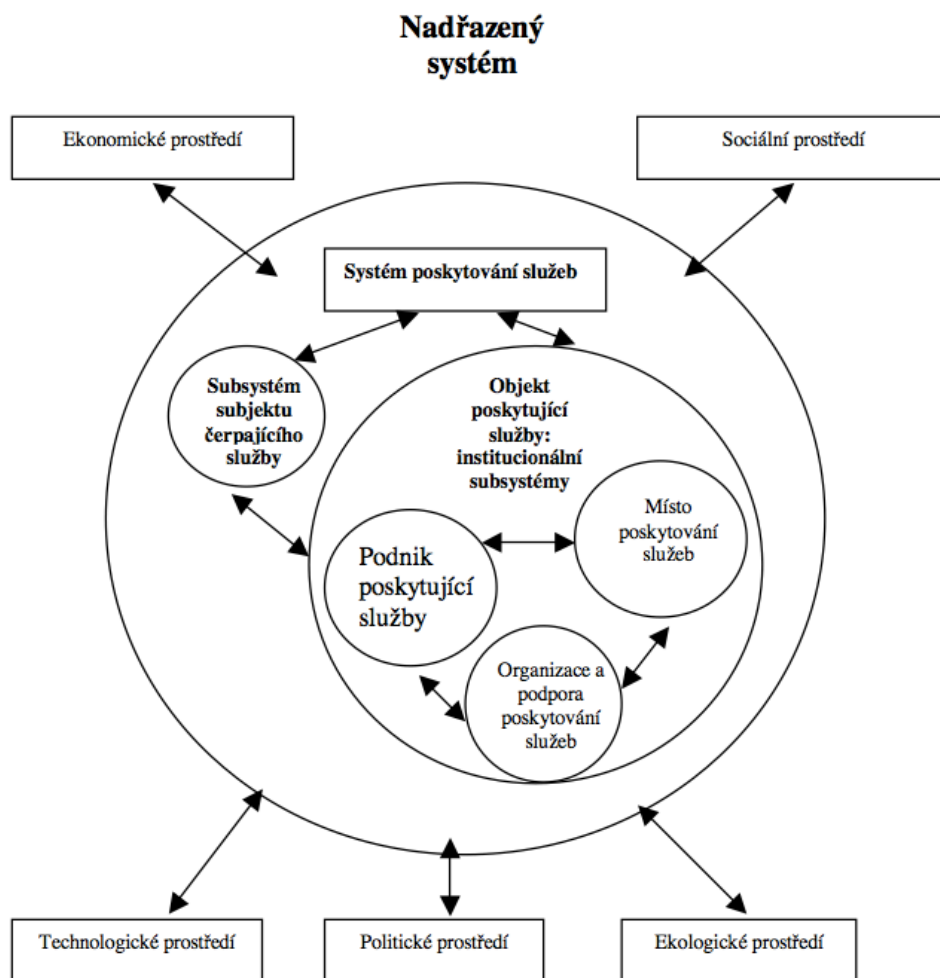 Nadřazený
systém
Ekonomické prostředí
Sociální prostředí
Systém poskytování služeb
Subsystém
subjektu
čerpajícího
služby
Objekt
poskytující
služby:
institucionální
subsystémy
Místo
poskytování
služeb
Podnik
poskytující
služby
Organizace a
podpora
poskytování
služeb
Technologické prostředí
Politické prostředí
Ekologické prostředí